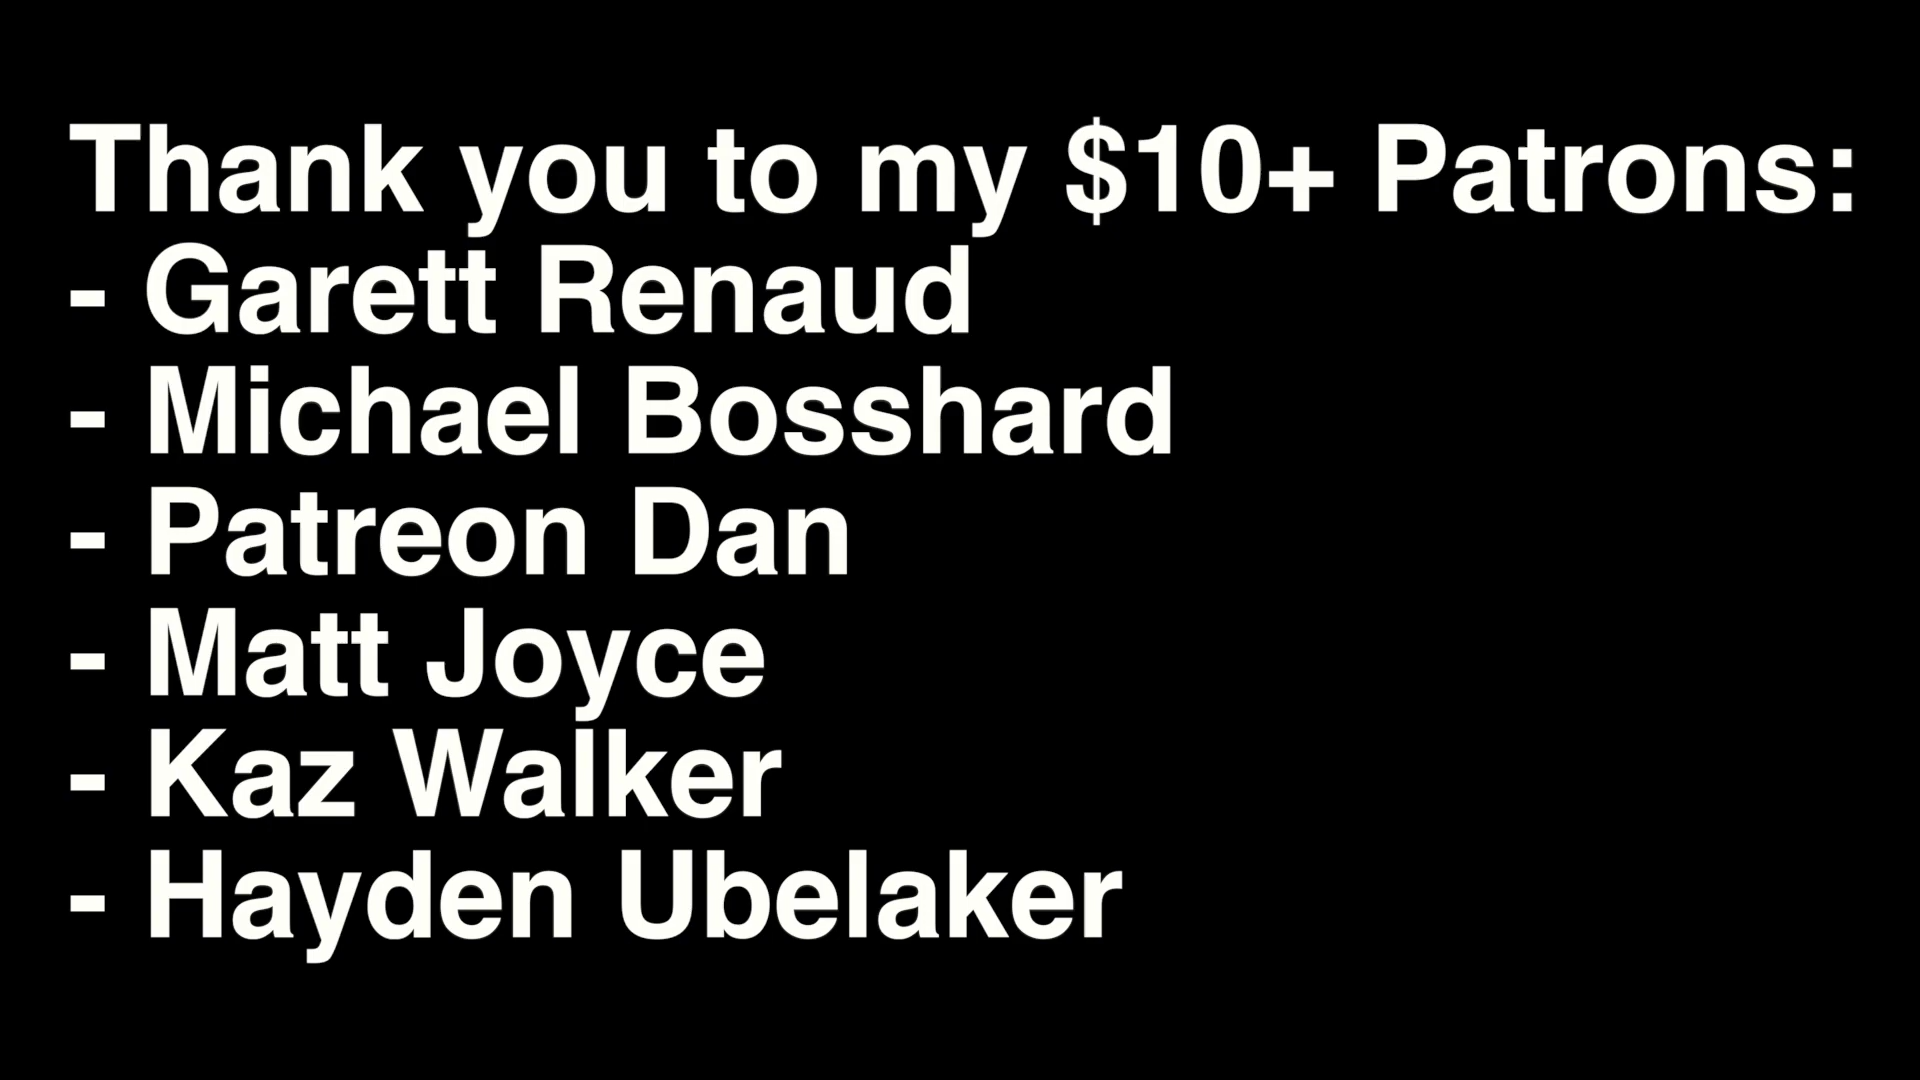 Thank you to my $10+ Patrons:
- Garett Renaud
- Michael Bosshard
- Patreon Dan
- Matt Joyce
- Kaz Walker
- Hayden Ubelaker